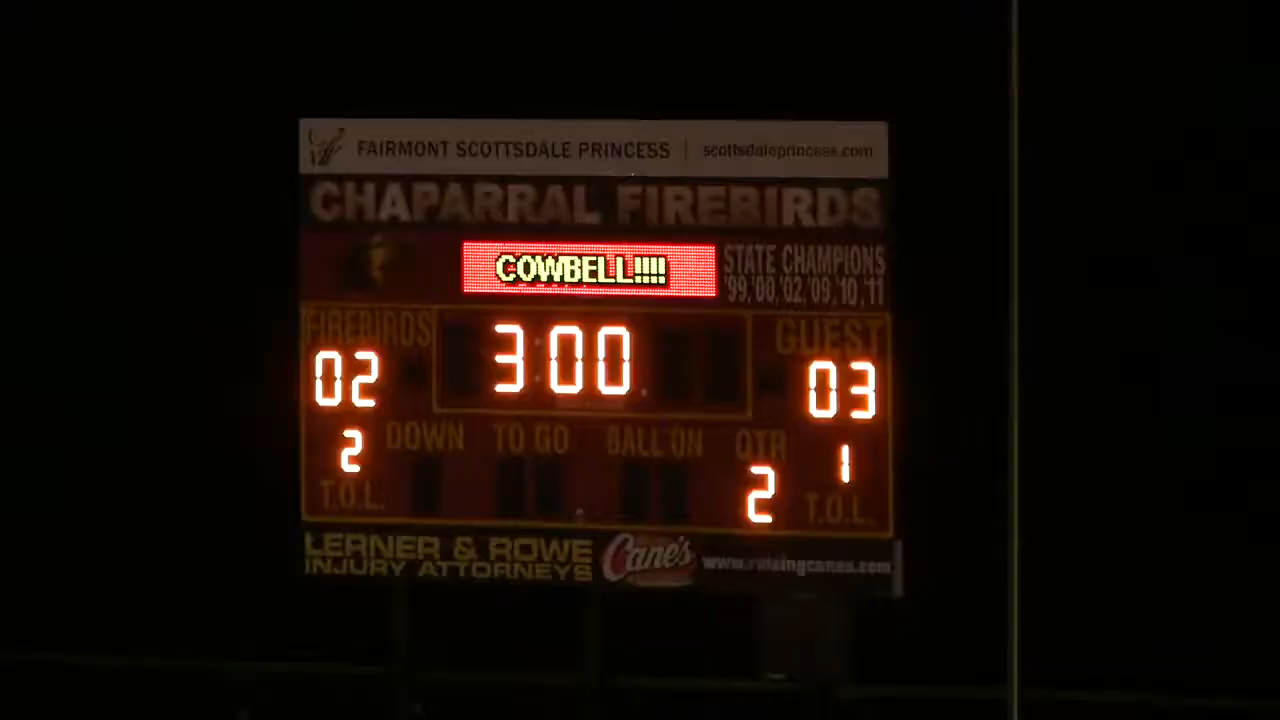 FAIRMONT SCOTTSDALE PRINCESS | scottsdaleprincess.com
CHAPARRAL FIREBIRDS
COWBELL!!!!
STATE CHAMPIONS
'99,'00,'02,'09,'10,'11
FIREBIRDS
3:00
GUEST
02
03
DOWN
TO GO
BALL ON
QTR
2
1
2
T.O.L.
T.O.L.
LERNER & ROWE
INJURY ATTORNEYS
Cane's
www.raisingcanes.com